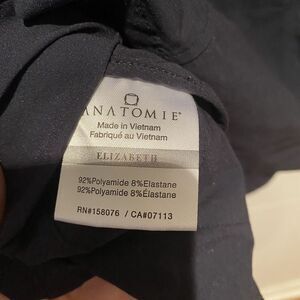 ANATOMIE
Made in Vietnam
Fabriqué au Vietnam
ELIZABETH
92%Polyamide 8%Elastane
92%Polyamide 8%Élastane
RN#158076 / CA#07113